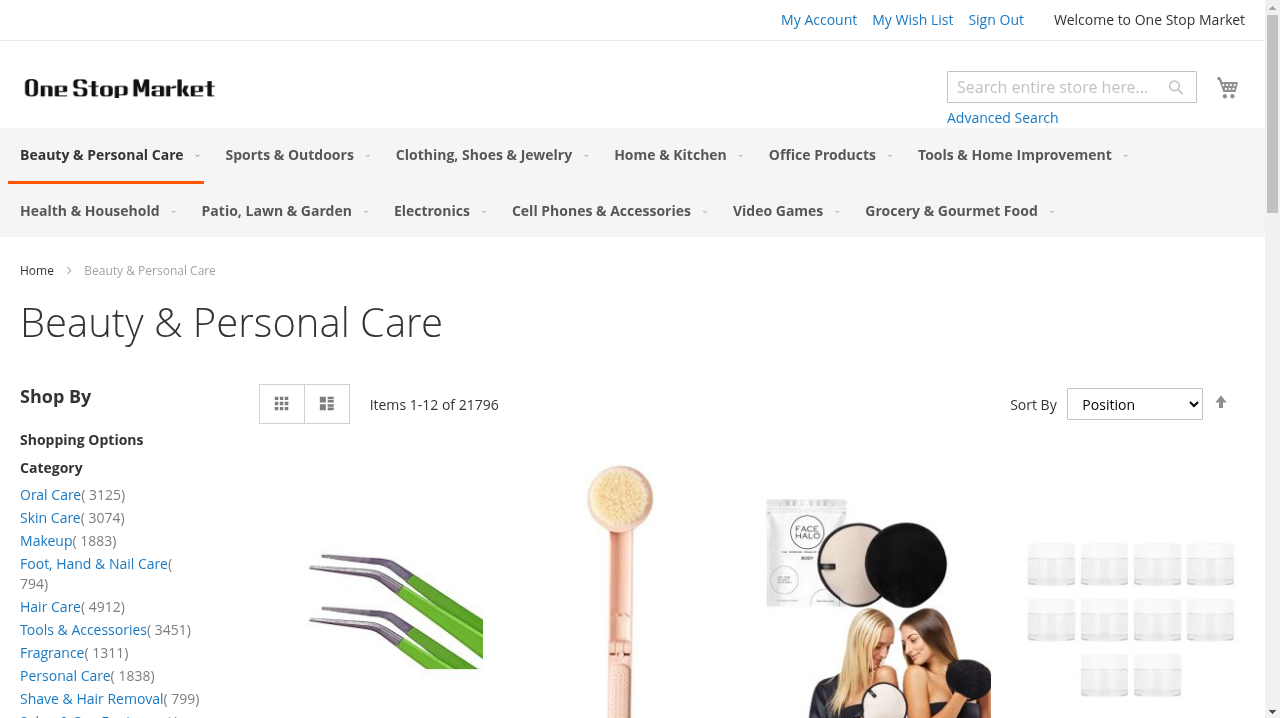 My Account My Wish List Sign Out Welcome to One Stop Market
One Stop Market
Search entire store here...
Advanced Search
Beauty & Personal Care Sports & Outdoors Clothing, Shoes & Jewelry Home & Kitchen Office Products Tools & Home Improvement
Health & Household Patio, Lawn & Garden Electronics Cell Phones & Accessories Video Games Grocery & Gourmet Food
Home Beauty & Personal Care
Beauty & Personal Care
Shop By
Items 1-12 of 21796
Sort By Position
Shopping Options
Category
Oral Care( 3125)
Skin Care( 3074)
Makeup( 1883)
Foot, Hand & Nail Care(
794)
Hair Care( 4912)
Tools & Accessories( 3451)
Fragrance( 1311)
Personal Care( 1838)
Shave & Hair Removal( 799)
FACE
HALO
BODY